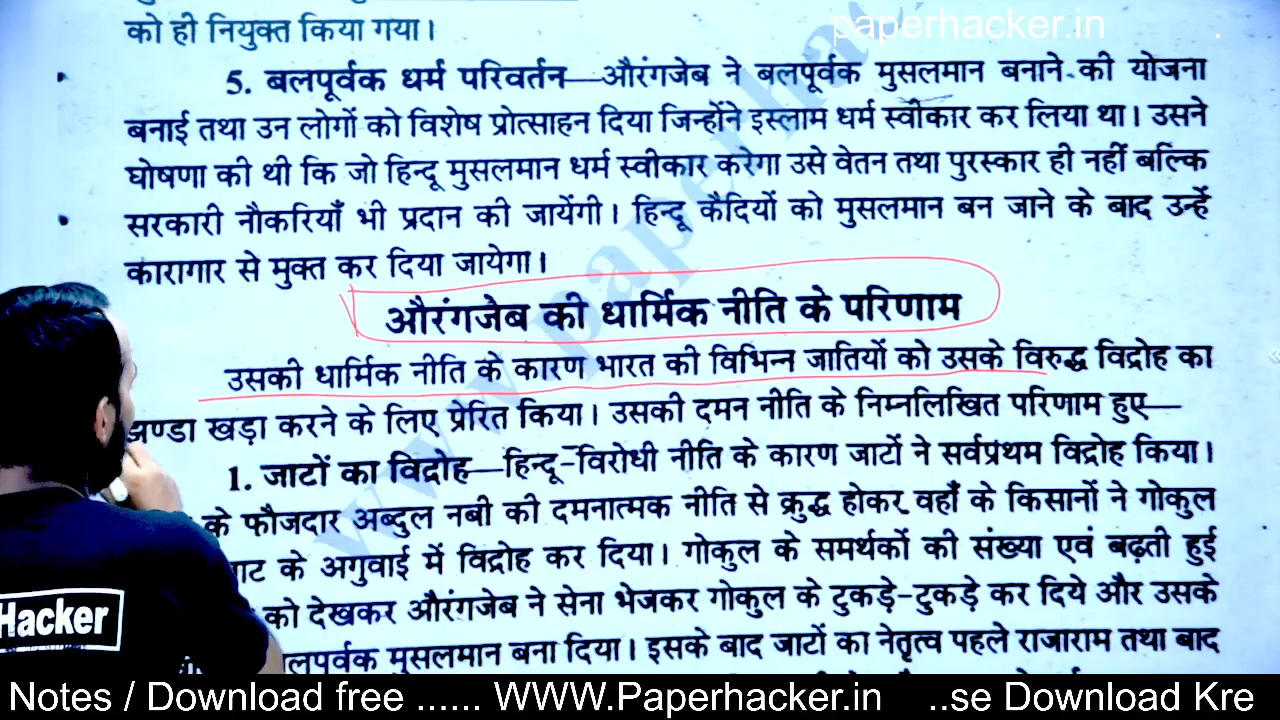 को ही नियुक्त किया गया।
paperhacker.in
5. बलपूर्वक धर्म परिवर्तन—औरंगजेब ने बलपूर्वक मुसलमान बनाने की योजना
बनाई तथा उन लोगों को विशेष प्रोत्साहन दिया जिन्होंने इस्लाम धर्म स्वीकार कर लिया था। उसने
घोषणा की थी कि जो हिन्दू मुसलमान धर्म स्वीकार करेगा उसे वेतन तथा पुरस्कार ही नहीं बल्कि
सरकारी नौकरियाँ भी प्रदान की जायेंगी। हिन्दू कैदियों को मुसलमान बन जाने के बाद उन्हें
कारागार से मुक्त कर दिया जायेगा।
औरंगजेब की धार्मिक नीति के परिणाम
उसकी धार्मिक नीति के कारण भारत की विभिन्न जातियों को उसके विरुद्ध विद्रोह का
झण्डा खड़ा करने के लिए प्रेरित किया। उसकी दमन नीति के निम्नलिखित परिणाम हुए—
1. जाटों का विद्रोह—हिन्दू-विरोधी नीति के कारण जाटों ने सर्वप्रथम विद्रोह किया।
के फौजदार अब्दुल नबी की दमनात्मक नीति से क्रुद्ध होकर वहाँ के किसानों ने गोकुल
के अगुवाई में विद्रोह कर दिया। गोकुल के समर्थकों की संख्या एवं बढ़ती हुई
को देखकर औरंगजेब ने सेना भेजकर गोकुल के टुकड़े-टुकड़े कर दिये और उसके
मुसलमान बना दिया। इसके बाद जाटों का नेतृत्व पहले राजाराम तथा बाद
Hacker
Notes / Download free ...... WWW.Paperhacker.in ..se Download Kre